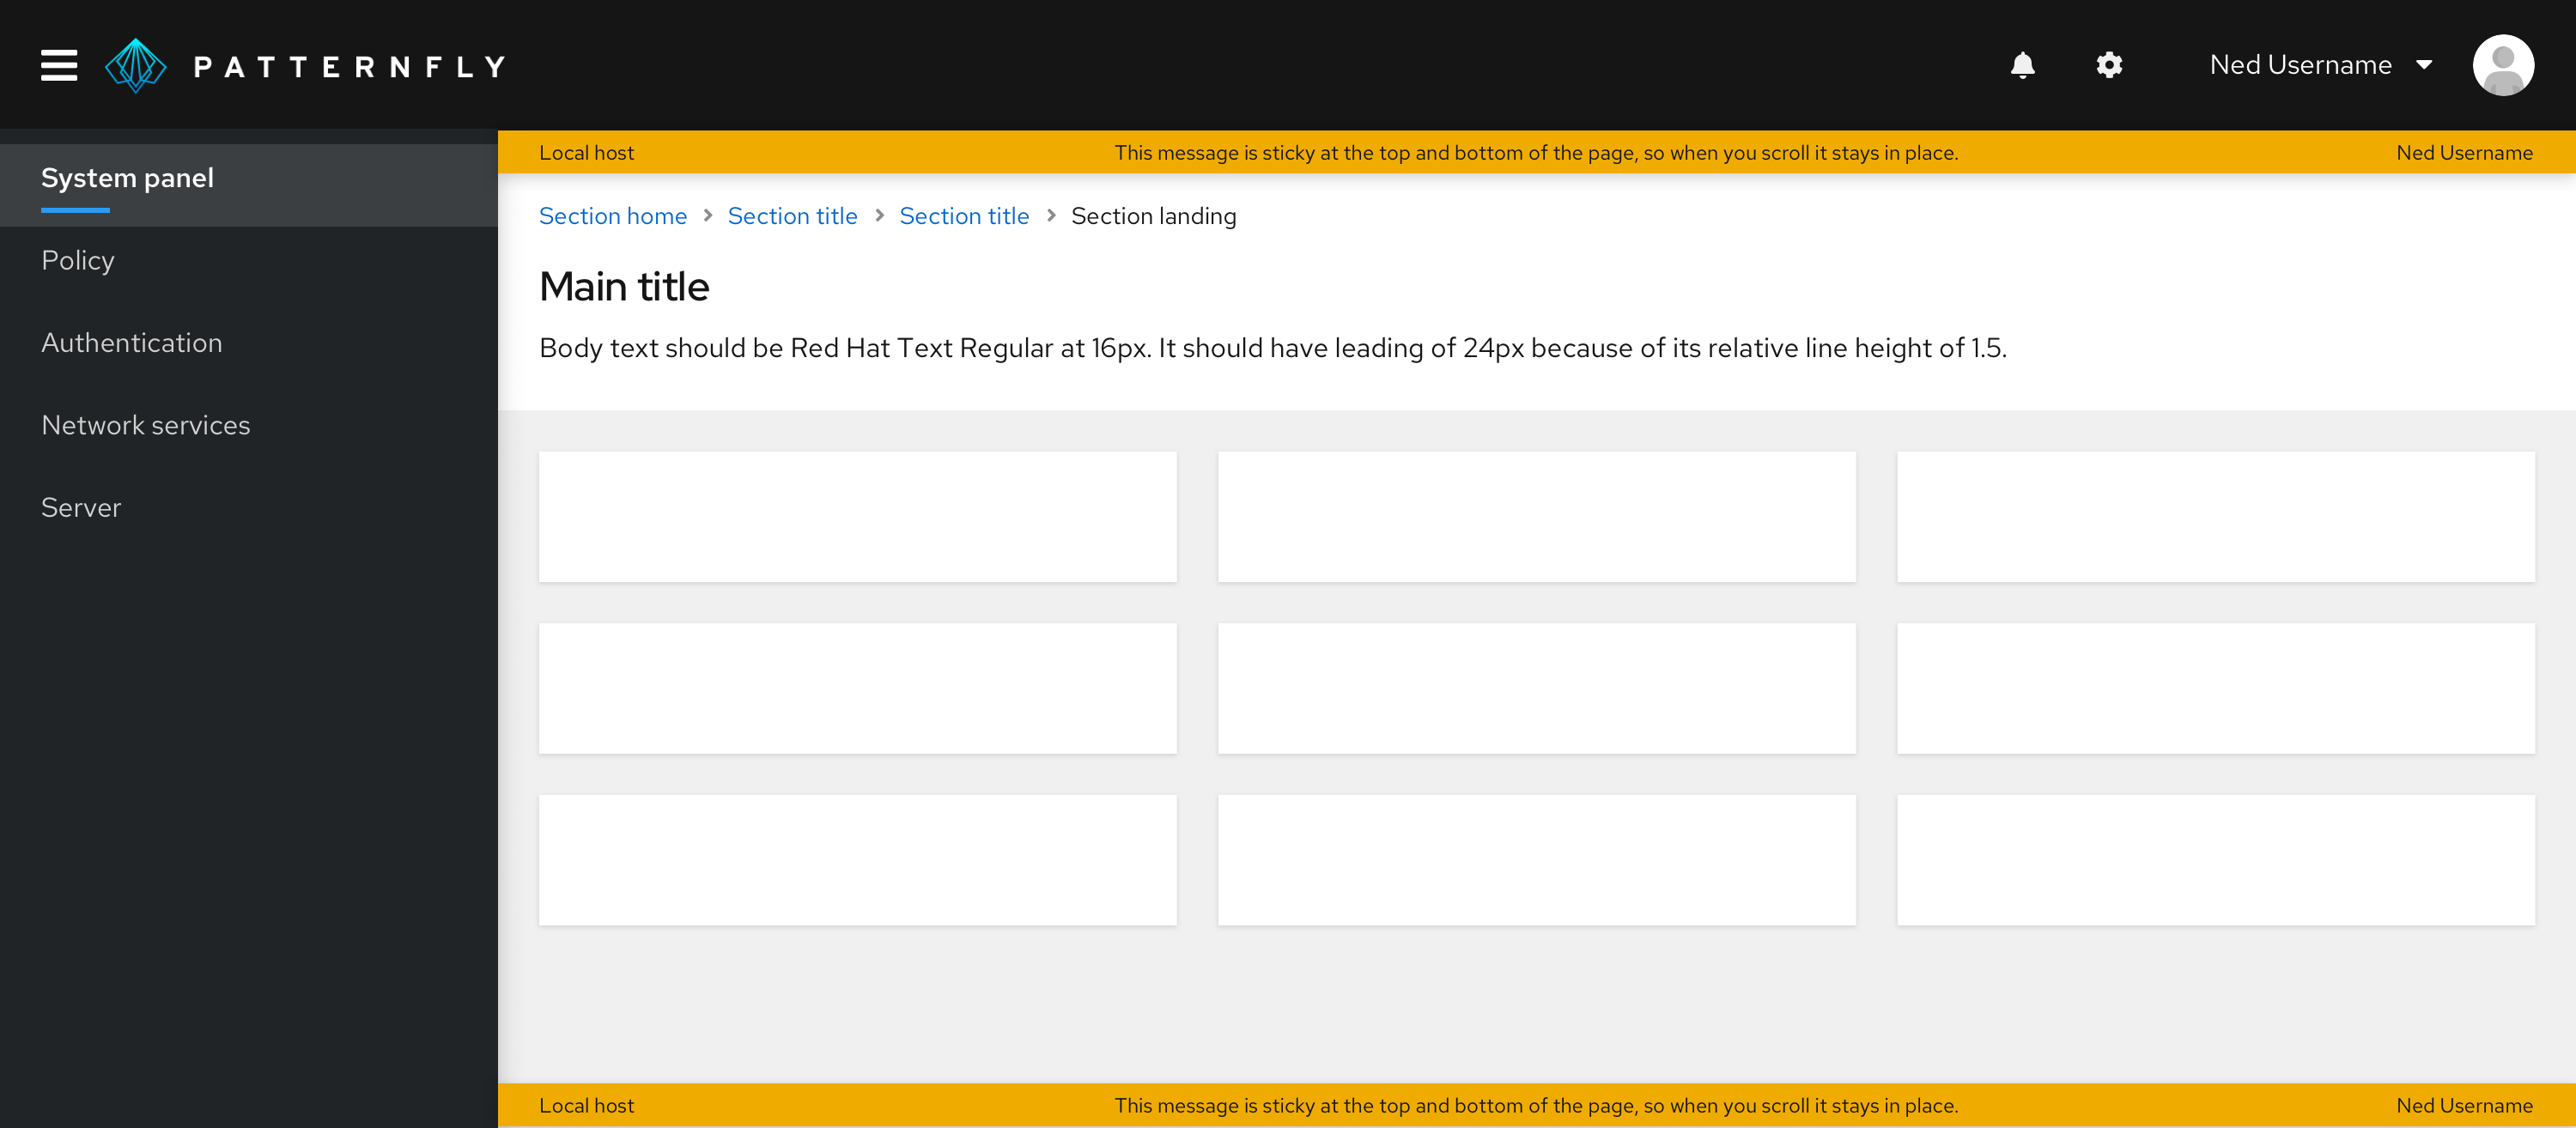 PATTERNFLY
Ned Username
System panel
Policy
Authentication
Network services
Server
Local host This message is sticky at the top and bottom of the page, so when you scroll it stays in place. Ned Username
Section home > Section title > Section title > Section landing
Main title
Body text should be Red Hat Text Regular at 16px. It should have leading of 24px because of its relative line height of 1.5.
Local host This message is sticky at the top and bottom of the page, so when you scroll it stays in place. Ned Username